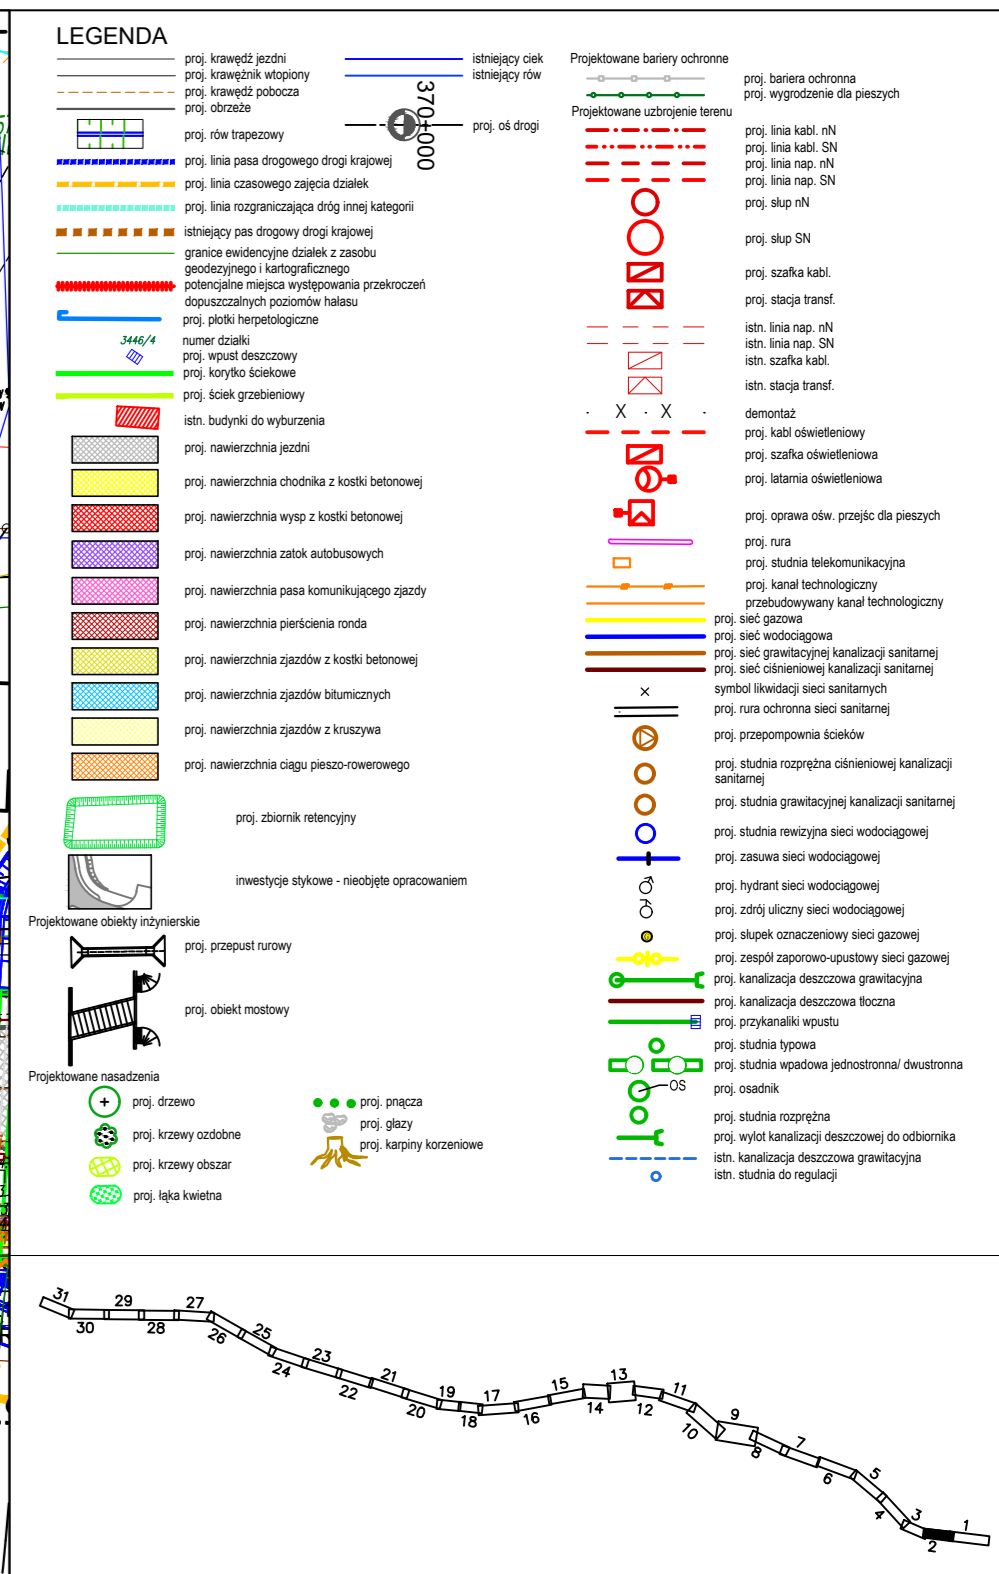 LEGENDA
proj. krawędź jezdni
proj. krawężnik wtopiony
proj. krawędź pobocza
proj. obrzeże
proj. rów trapezowy
proj. linia pasa drogowego drogi krajowej
proj. linia czasowego zajęcia działek
proj. linia rozgraniczająca dróg innej kategorii
istniejący pas drogowy drogi krajowej
granice ewidencyjne działek z zasobu
geodezyjnego i kartograficznego
potencjalne miejsca występowania przekroczeń
dopuszczalnych poziomów hałasu
proj. płotki herpetologiczne
3446/4 numer działki
proj. wpust deszczowy
proj. korytko ściekowe
proj. ściek grzebieniowy
istn. budynki do wyburzenia
proj. nawierzchnia jezdni
proj. nawierzchnia chodnika z kostki betonowej
proj. nawierzchnia wysp z kostki betonowej
proj. nawierzchnia zatok autobusowych
proj. nawierzchnia pasa komunikującego zjazdy
proj. nawierzchnia pierścienia ronda
proj. nawierzchnia zjazdów z kostki betonowej
proj. nawierzchnia zjazdów bitumicznych
proj. nawierzchnia zjazdów z kruszywa
proj. nawierzchnia ciągu pieszo-rowerowego
proj. zbiornik retencyjny
inwestycje stykowe - nieobjęte opracowaniem
Projektowane obiekty inżynierskie
proj. przepust rurowy
proj. obiekt mostowy
Projektowane nasadzenia
proj. drzewo
proj. krzewy ozdobne
proj. krzewy obszar
proj. łąka kwietna
proj. pnącza
proj. głazy
proj. karpiny korzeniowe
istniejący ciek
istniejący rów
370+000
proj. oś drogi
Projektowane bariery ochronne
proj. bariera ochronna
proj. wygrodzenie dla pieszych
Projektowane uzbrojenie terenu
proj. linia kabl. nN
proj. linia kabl. SN
proj. linia nap. nN
proj. linia nap. SN
proj. słup nN
proj. słup SN
proj. szafka kabl.
proj. stacja transf.
istn. linia nap. nN
istn. linia nap. SN
istn. szafka kabl.
istn. stacja transf.
X X demontaż
proj. kabl oświetleniowy
proj. szafka oświetleniowa
proj. latarnia oświetleniowa
proj. oprawa ośw. przejśc dla pieszych
proj. rura
proj. studnia telekomunikacyjna
proj. kanał technologiczny
przebudowywany kanał technologiczny
proj. sieć gazowa
proj. sieć wodociągowa
proj. sieć grawitacyjnej kanalizacji sanitarnej
proj. sieć ciśnieniowej kanalizacji sanitarnej
symbol likwidacji sieci sanitarnych
proj. rura ochronna sieci sanitarnej
proj. przepompownia ścieków
proj. studnia rozprężna ciśnieniowej kanalizacji
sanitarnej
proj. studnia grawitacyjnej kanalizacji sanitarnej
proj. studnia rewizyjna sieci wodociągowej
proj. zasuwa sieci wodociągowej
proj. hydrant sieci wodociągowej
proj. zdrój uliczny sieci wodociągowej
proj. słupek oznaczeniowy sieci gazowej
proj. zespół zaporowo-upustowy sieci gazowej
proj. kanalizacja deszczowa grawitacyjna
proj. kanalizacja deszczowa tłoczna
proj. przykanaliki wpustu
proj. studnia typowa
proj. studnia wpadowa jednostronna/ dwustronna
OS proj. osadnik
proj. studnia rozprężna
proj. wylot kanalizacji deszczowej do odbiornika
istn. kanalizacja deszczowa grawitacyjna
istn. studnia do regulacji
31
30
29
28
27
26
25
24
23
22
21
20
19
18
17
16
15
14
13
12
11
10
9
8
7
6
5
4
3
2
1